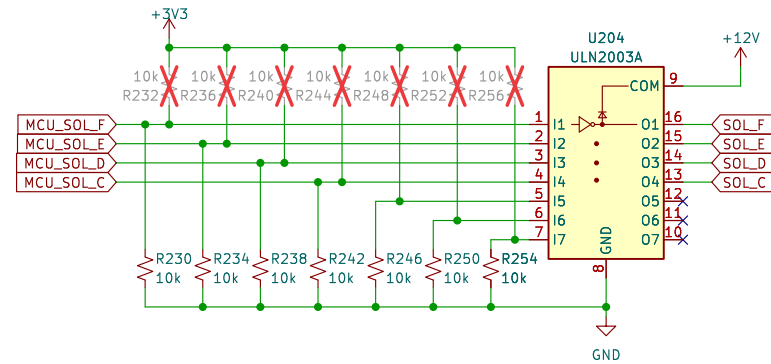 +3V3
U204
ULN2003A
+12V
10k 10k 10k 10k 10k 10k 10k
R232 R236 R240 R244 R248 R252 R256
COM 9
MCU_SOL_F 1 I1 O1 16 SOL_F
MCU_SOL_E 2 I2 O2 15 SOL_E
MCU_SOL_D 3 I3 O3 14 SOL_D
MCU_SOL_C 4 I4 O4 13 SOL_C
5 I5 O5 12
6 I6 O6 11
7 I7 O7 10
GND
8
R230 R234 R238 R242 R246 R250 R254
10k 10k 10k 10k 10k 10k 10k
GND